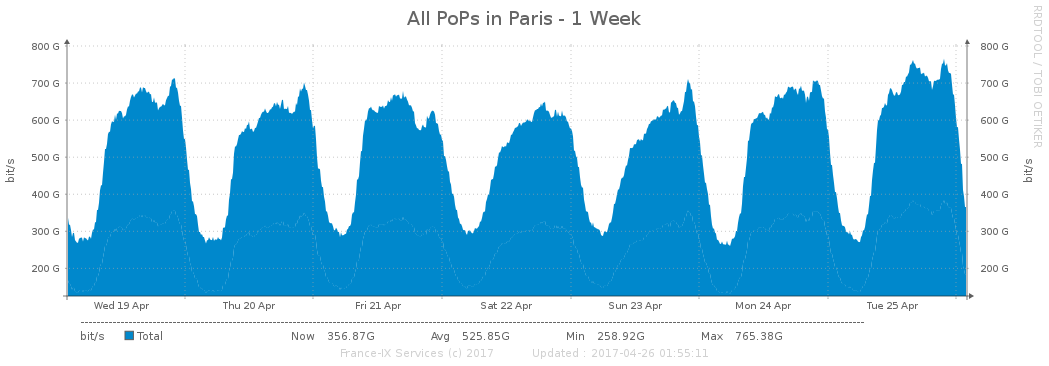 All PoPs in Paris - 1 Week
RRDTOOL / TOBI OETIKER
bit/s
800 G 800 G
700 G 700 G
600 G 600 G
500 G 500 G
400 G 400 G
300 G 300 G
200 G 200 G
bit/s
Wed 19 Apr Thu 20 Apr Fri 21 Apr Sat 22 Apr Sun 23 Apr Mon 24 Apr Tue 25 Apr
bit/s Total Now 356.87G Avg 525.85G Min 258.92G Max 765.38G
France-IX Services (c) 2017 Updated : 2017-04-26 01:55:11